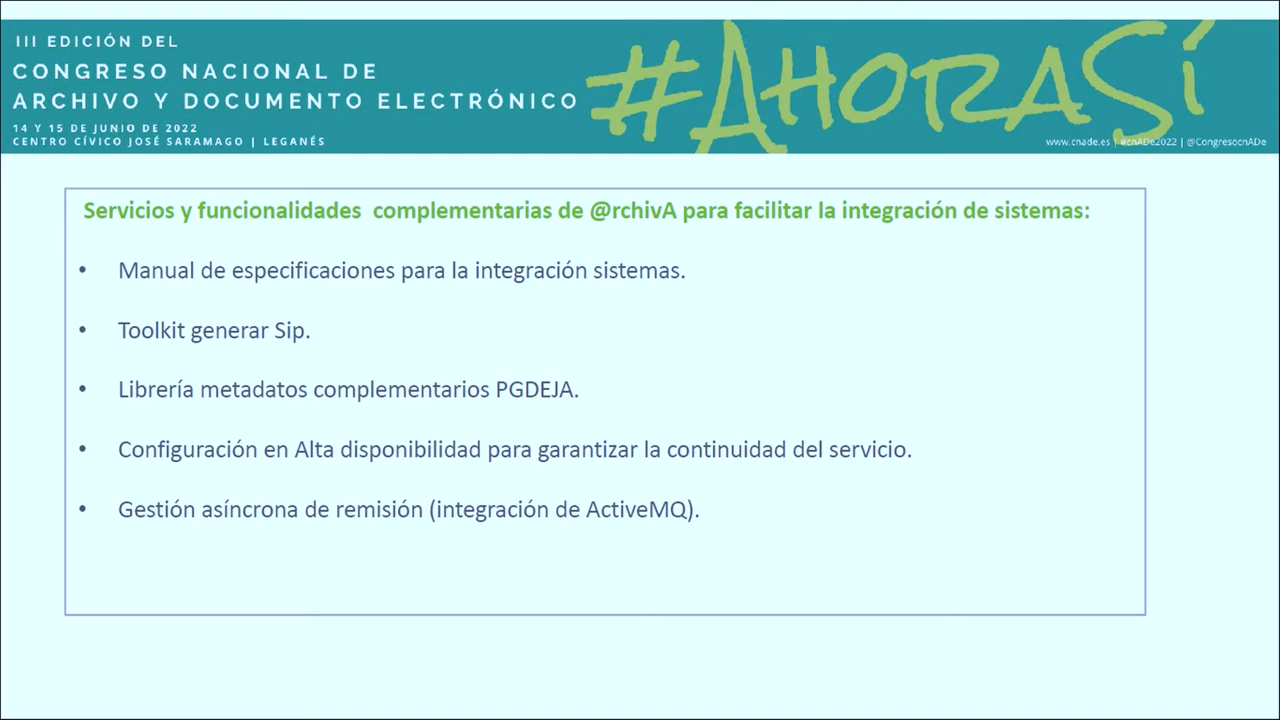 III EDICIÓN DEL
CONGRESO NACIONAL DE
ARCHIVO Y DOCUMENTO ELECTRÓNICO
14 Y 15 DE JUNIO DE 2022
CENTRO CÍVICO JOSÉ SARAMAGO | LEGANÉS
#AHORASÍ
www.cnade.es | #cnADe2022 | @CongresocnADe
Servicios y funcionalidades complementarias de @rchivA para facilitar la integración de sistemas:
• Manual de especificaciones para la integración sistemas.
• Toolkit generar Sip.
• Librería metadatos complementarios PGDEJA.
• Configuración en Alta disponibilidad para garantizar la continuidad del servicio.
• Gestión asíncrona de remisión (integración de ActiveMQ).